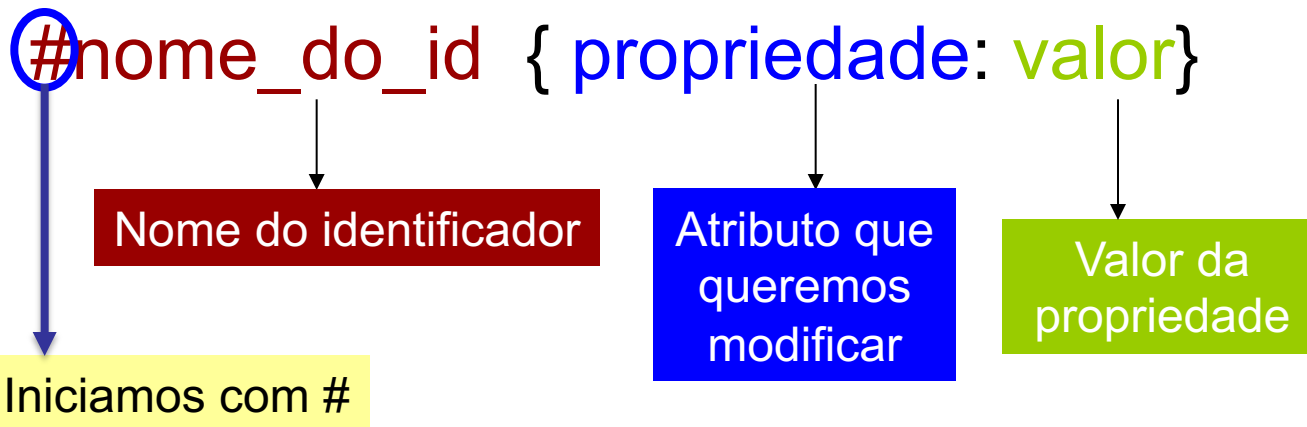 #nome_do_id { propriedade: valor}
Nome do identificador
Atributo que
queremos
modificar
Valor da
propriedade
Iniciamos com #